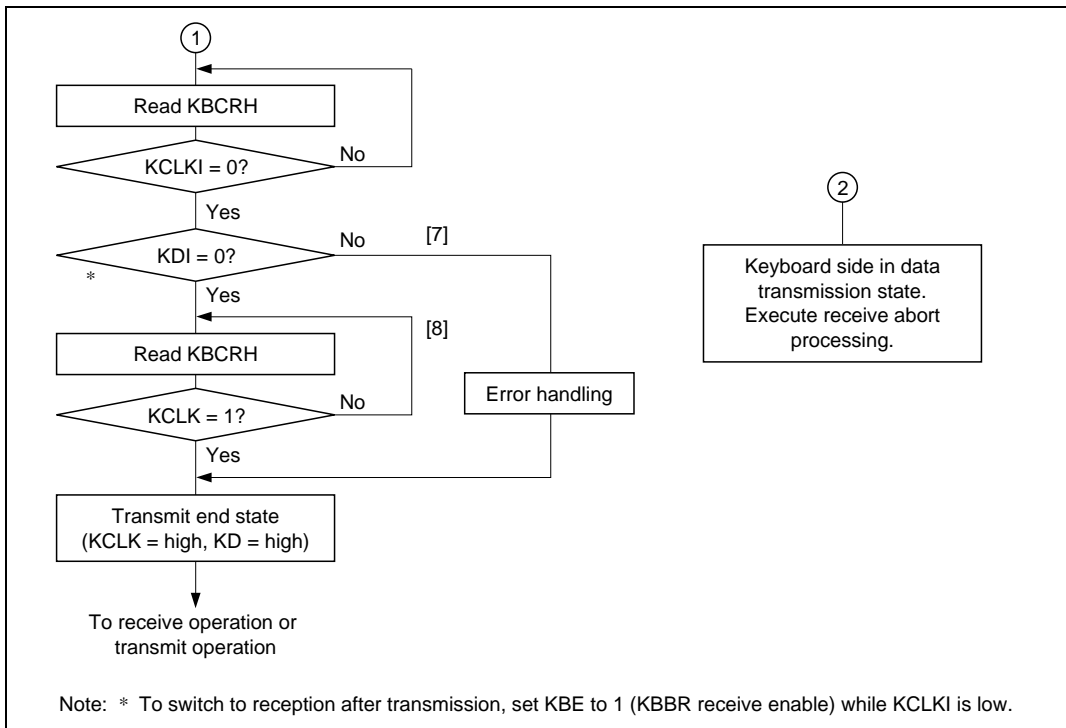 1
Read KBCRH
KCLKI = 0?
No
Yes
KDI = 0?
No
[7]
*
Yes
[8]
Read KBCRH
KCLK = 1?
No
Error handling
Yes
Transmit end state
(KCLK = high, KD = high)
To receive operation or
transmit operation
2
Keyboard side in data
transmission state.
Execute receive abort
processing.
Note: * To switch to reception after transmission, set KBE to 1 (KBBR receive enable) while KCLKI is low.